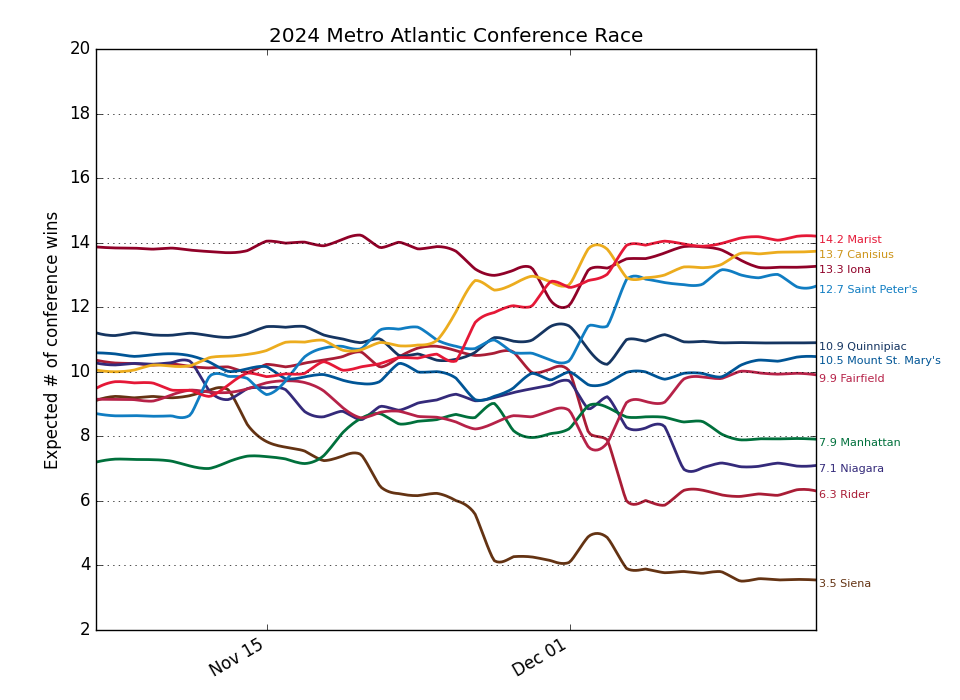 2024 Metro Atlantic Conference Race
Expected # of conference wins
20
18
16
14
12
10
8
6
4
2
Nov 15
Dec 01
14.2 Marist
13.7 Canisius
13.3 Iona
12.7 Saint Peter's
10.9 Quinnipiac
10.5 Mount St. Mary's
9.9 Fairfield
7.9 Manhattan
7.1 Niagara
6.3 Rider
3.5 Siena